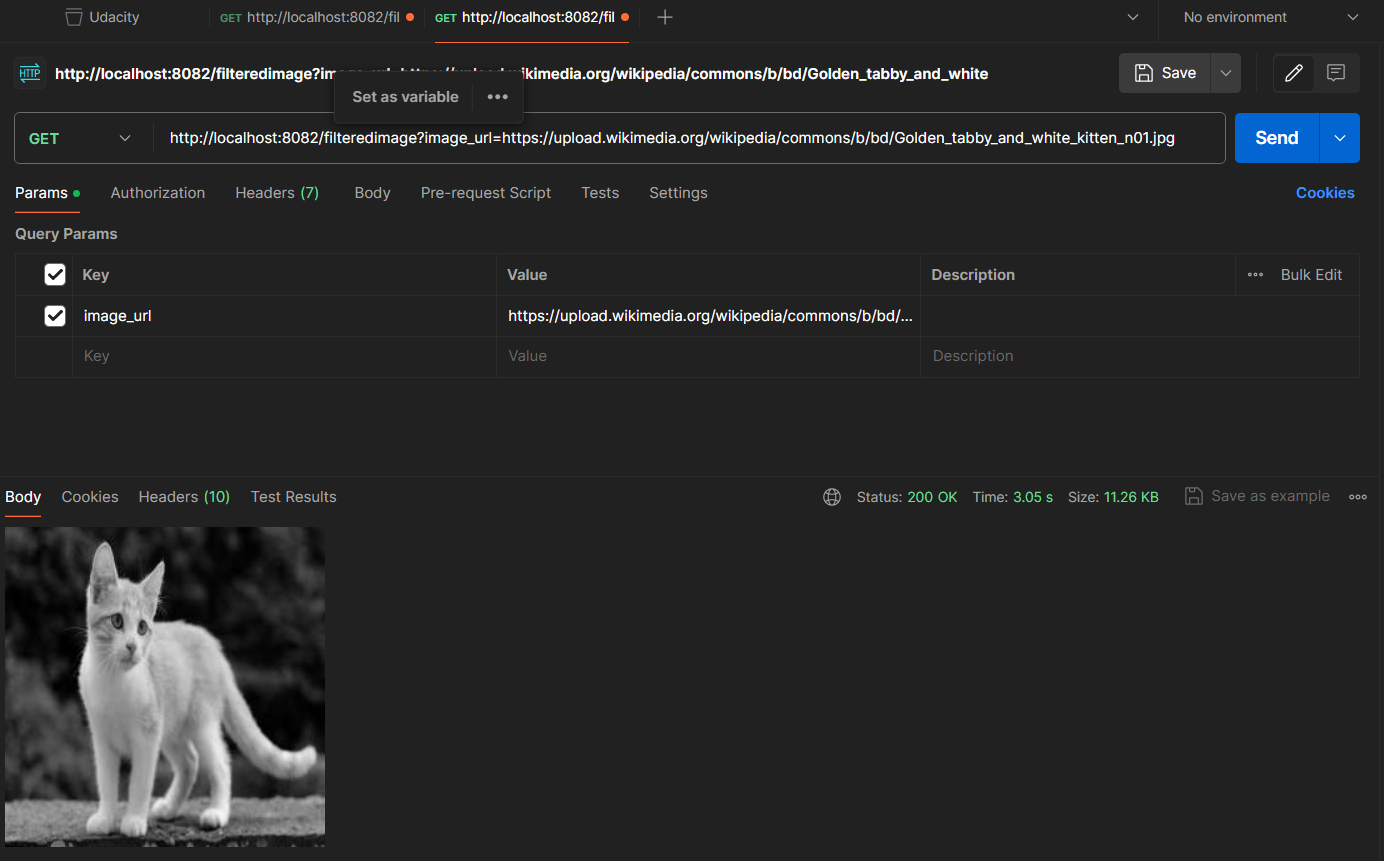 Udacity GET http://localhost:8082/fil GET http://localhost:8082/fil No environment
HTTP http://localhost:8082/filteredimage?image_url=https://upload.wikimedia.org/wikipedia/commons/b/bd/Golden_tabby_and_white Save
Set as variable
GET http://localhost:8082/filteredimage?image_url=https://upload.wikimedia.org/wikipedia/commons/b/bd/Golden_tabby_and_white_kitten_n01.jpg Send
Params Authorization Headers (7) Body Pre-request Script Tests Settings Cookies
Query Params
Key Value Description Bulk Edit
image_url https://upload.wikimedia.org/wikipedia/commons/b/bd/...
Key Value Description
Body Cookies Headers (10) Test Results Status: 200 OK Time: 3.05 s Size: 11.26 KB Save as example